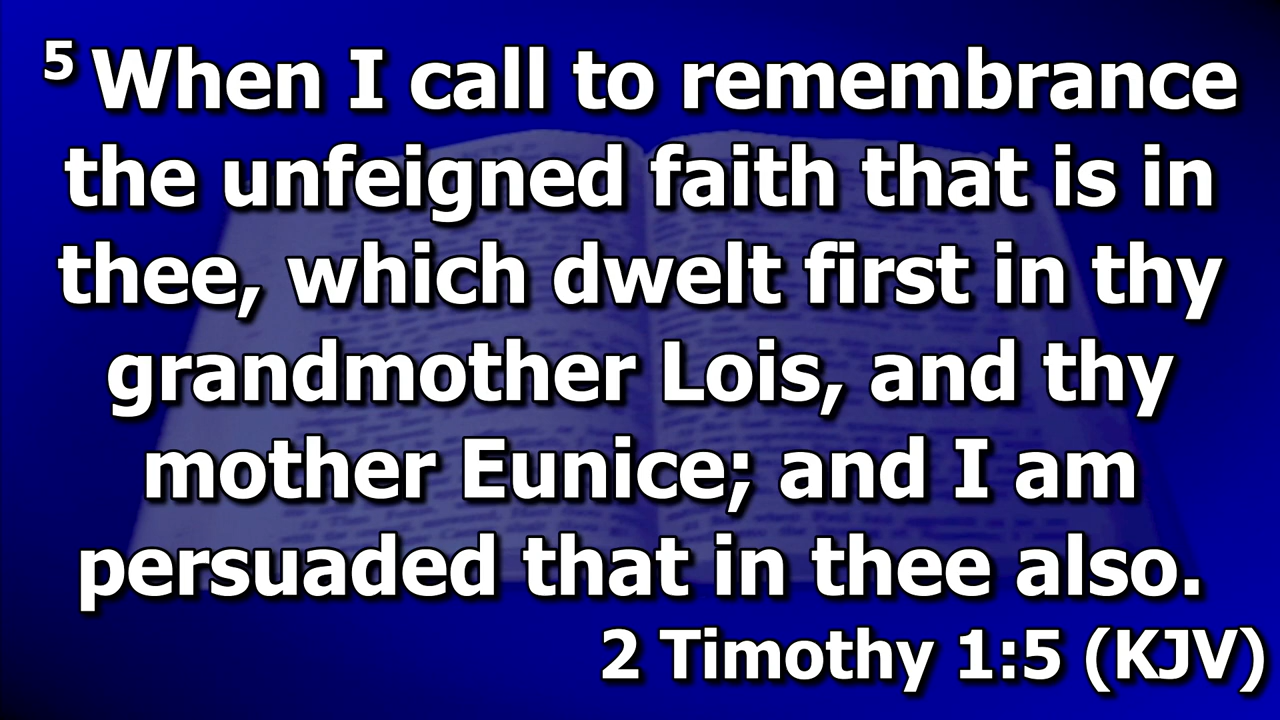 5 When I call to remembrance
the unfeigned faith that is in
thee, which dwelt first in thy
grandmother Lois, and thy
mother Eunice; and I am
persuaded that in thee also.
2 Timothy 1:5 (KJV)